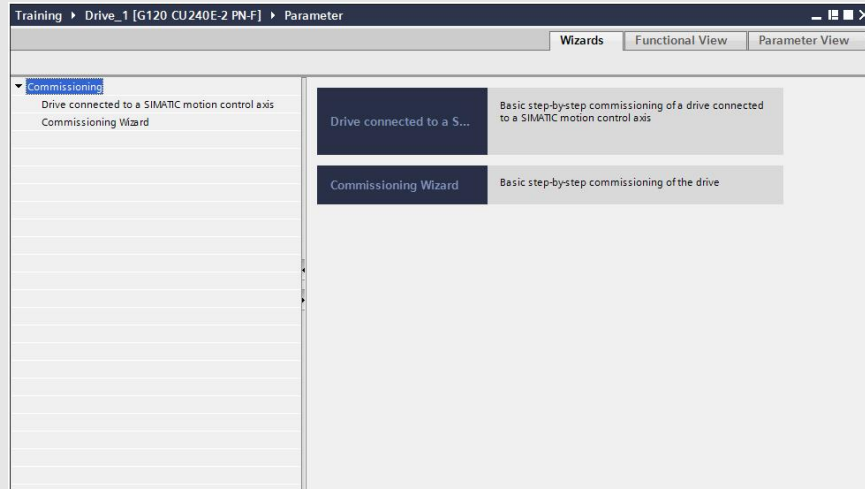 Training ▸ Drive_1 [G120 CU240E-2 PN-F] ▸ Parameter
Wizards
Functional View
Parameter View
Commissioning
Drive connected to a SIMATIC motion control axis
Commissioning Wizard
Drive connected to a S...
Basic step-by-step commissioning of a drive connected
to a SIMATIC motion control axis
Commissioning Wizard
Basic step-by-step commissioning of the drive